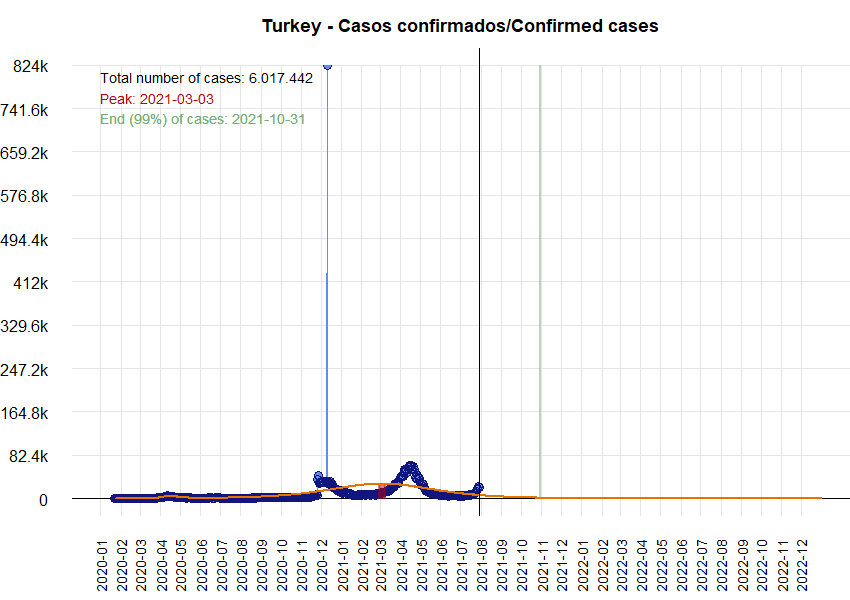 Turkey - Casos confirmados/Confirmed cases
824k
Total number of cases: 6.017.442
Peak: 2021-03-03
741.6k
End (99%) of cases: 2021-10-31
659.2k
576.8k
494.4k
412k
329.6k
247.2k
164.8k
82.4k
0
2020-01
2020-02
2020-03
2020-04
2020-05
2020-06
2020-07
2020-08
2020-09
2020-10
2020-11
2020-12
2021-01
2021-02
2021-03
2021-04
2021-05
2021-06
2021-07
2021-08
2021-09
2021-10
2021-11
2021-12
2022-01
2022-02
2022-03
2022-04
2022-05
2022-06
2022-07
2022-08
2022-09
2022-10
2022-11
2022-12